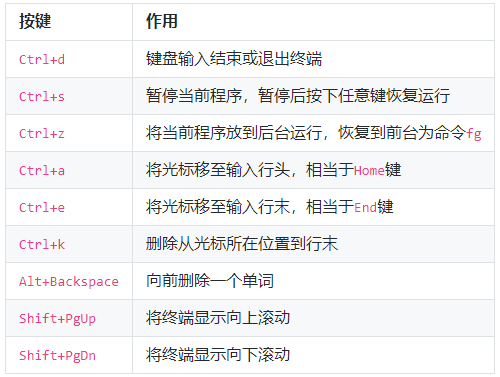 按键 作用
Ctrl+d 键盘输入结束或退出终端
Ctrl+s 暂停当前程序，暂停后按下任意键恢复运行
Ctrl+z 将当前程序放到后台运行，恢复到前台为命令fg
Ctrl+a 将光标移至输入行头，相当于Home键
Ctrl+e 将光标移至输入行末，相当于End键
Ctrl+k 删除从光标所在位置到行末
Alt+Backspace 向前删除一个单词
Shift+PgUp 将终端显示向上滚动
Shift+PgDn 将终端显示向下滚动